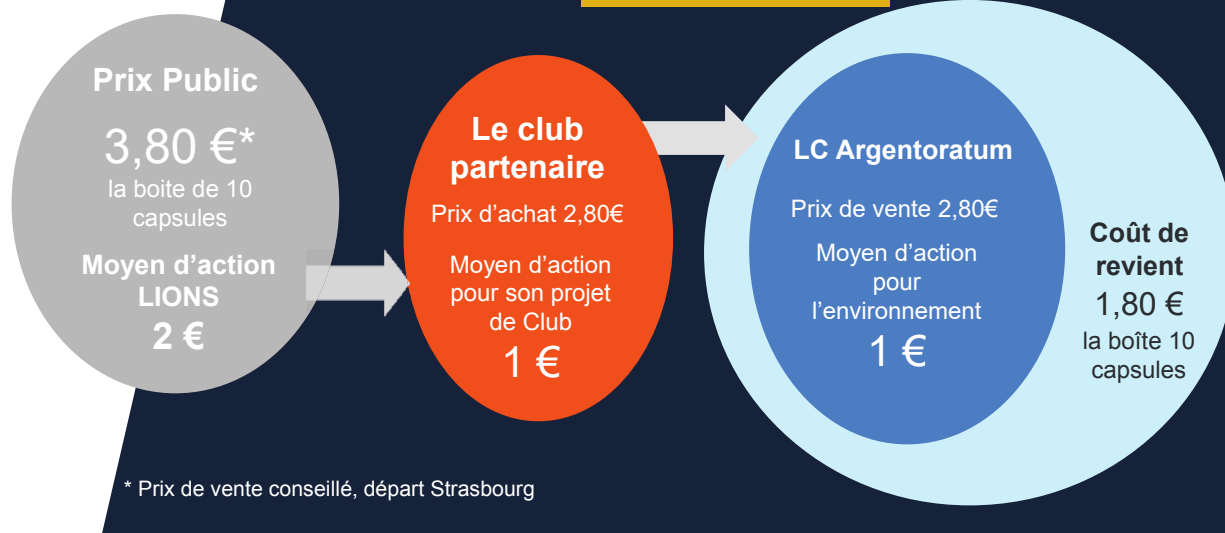 Prix Public
3,80 €*
la boite de 10
capsules
Moyen d’action
LIONS
2 €
Le club
partenaire
Prix d’achat 2,80€
Moyen d’action
pour son projet
de Club
1 €
LC Argentoratum
Prix de vente 2,80€
Moyen d’action
pour
l’environnement
1 €
Coût de
revient
1,80 €
la boîte 10
capsules
* Prix de vente conseillé, départ Strasbourg